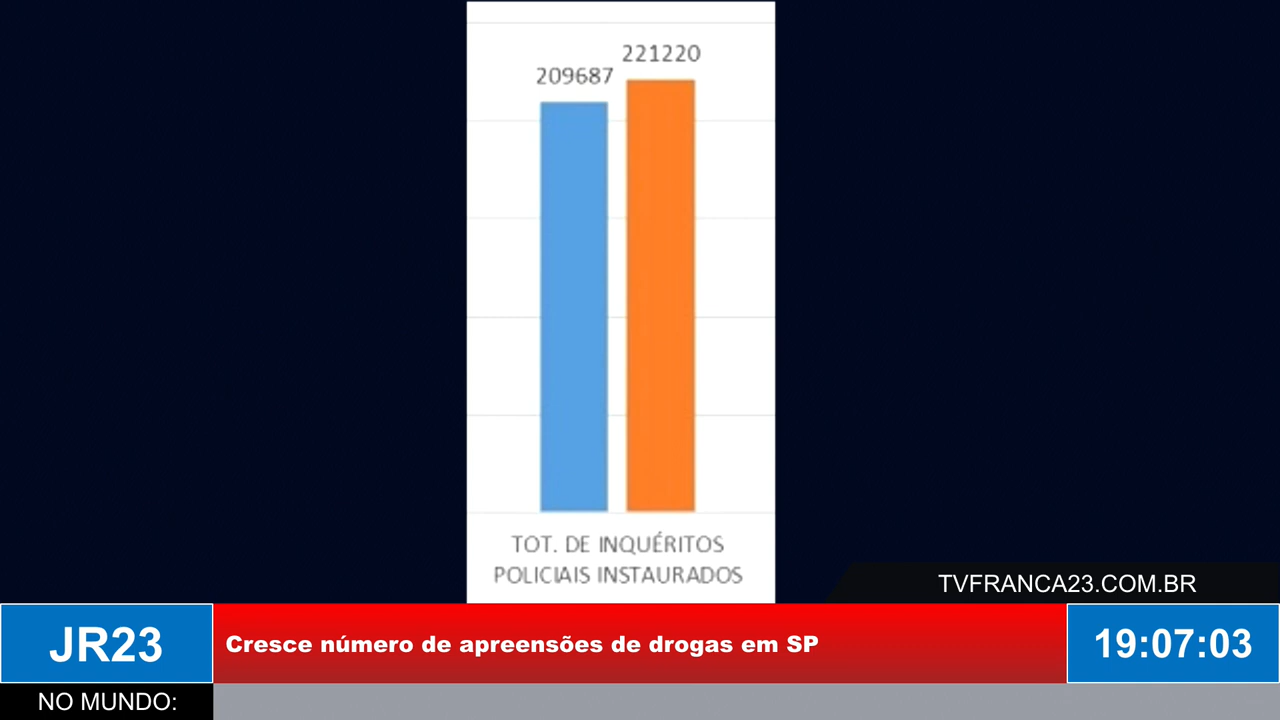 221220
209687
TOT. DE INQUÉRITOS
POLICIAIS INSTAURADOS
TVFRANCA23.COM.BR
JR23
Cresce número de apreensões de drogas em SP
19:07:03
NO MUNDO: